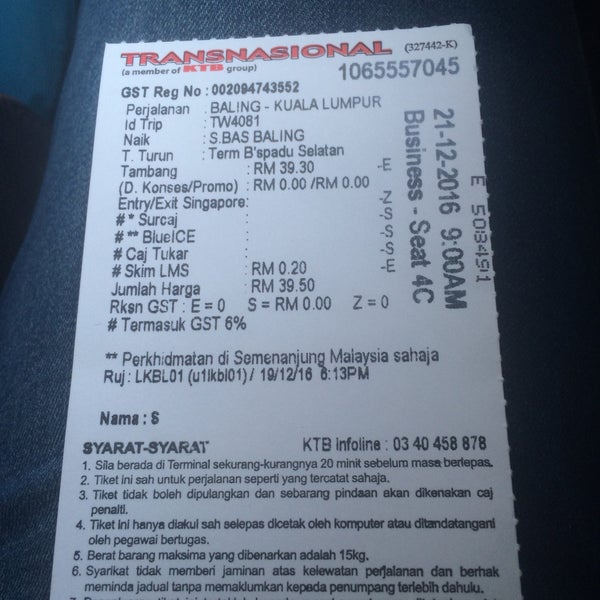 TRANSNASIONAL (327442-K)
(a member of KTB group)
1065557045
GST Reg No : 002094743552
Perjalanan : BALING - KUALA LUMPUR
Id Trip : TW4081
Naik : S.BAS BALING
T. Turun : Term B'spadu Selatan
Tambang : RM 39.30 -E
(D. Konses/Promo) : RM 0.00 /RM 0.00
Entry/Exit Singapore: -Z
# * Surcaj : -S
# ** BlueICE : -S
# Caj Tukar : -S
# Skim LMS : RM 0.20 -E
Jumlah Harga : RM 39.50
Rksn GST : E = 0 S = RM 0.00 Z = 0
# Termasuk GST 6%
** Perkhidmatan di Semenanjung Malaysia sahaja
Ruj : LKBL01 (u1lkbl01) / 19/12/16 6:13PM
Nama : S
21-12-2016 9:00AM
Business - Seat 4C
E 503491
SYARAT-SYARAT KTB Infoline : 03 40 458 878
1. Sila berada di Terminal sekurang-kurangnya 20 minit sebelum masa berlepas.
2. Tiket ini sah untuk perjalanan seperti yang tercatat sahaja.
3. Tiket tidak boleh dipulangkan dan sebarang pindaan akan dikenakan caj
penalti.
4. Tiket ini hanya diakui sah selepas dicetak oleh komputer atau ditandatangani
oleh pegawai bertugas.
5. Berat barang maksima yang dibenarkan adalah 15kg.
6. Syarikat tidak memberi jaminan atas kelewatan perjalanan dan berhak
meminda jadual tanpa memaklumkan kepada penumpang terlebih dahulu.